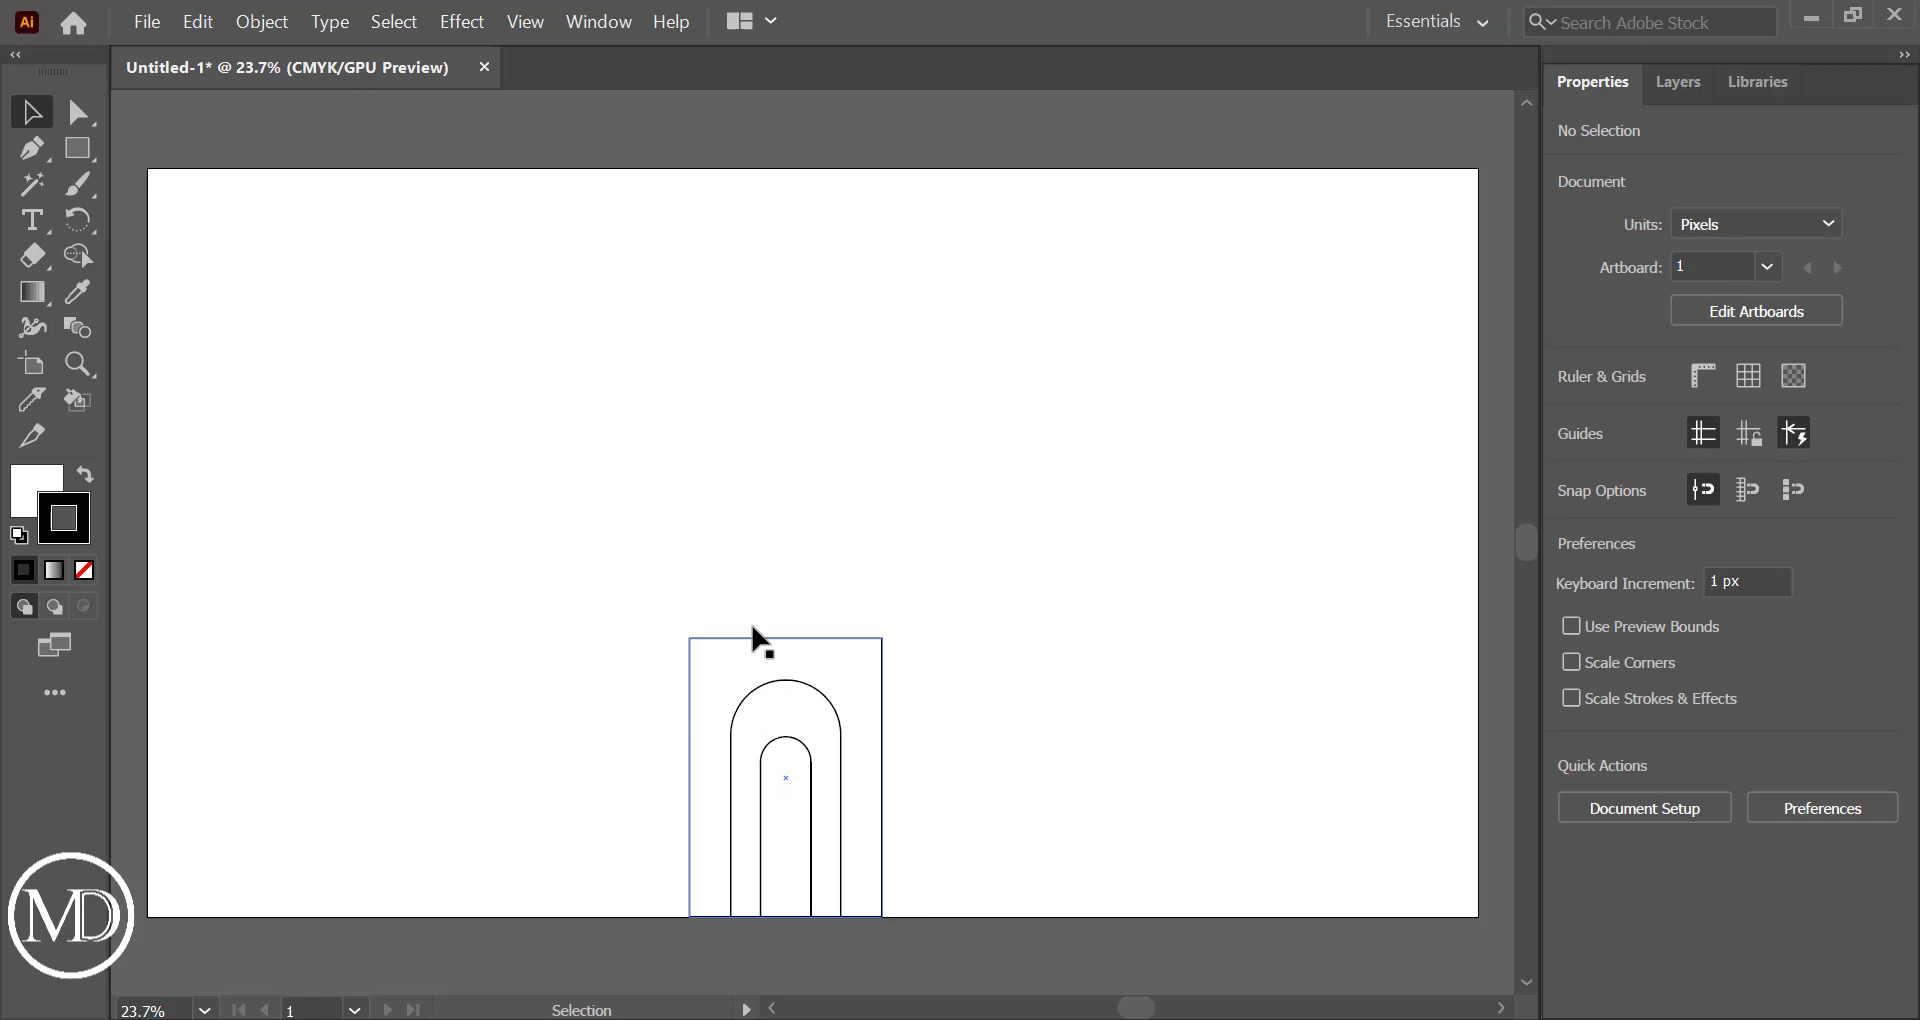 Ai File Edit Object Type Select Effect View Window Help Essentials Search Adobe Stock
Untitled-1* @ 23.7% (CMYK/GPU Preview)
Properties Layers Libraries
No Selection
Document
Units: Pixels
Artboard: 1
Edit Artboards
Ruler & Grids
Guides
Snap Options
Preferences
Keyboard Increment: 1 px
Use Preview Bounds
Scale Corners
Scale Strokes & Effects
Quick Actions
Document Setup Preferences
MD
23.7% 1 Selection